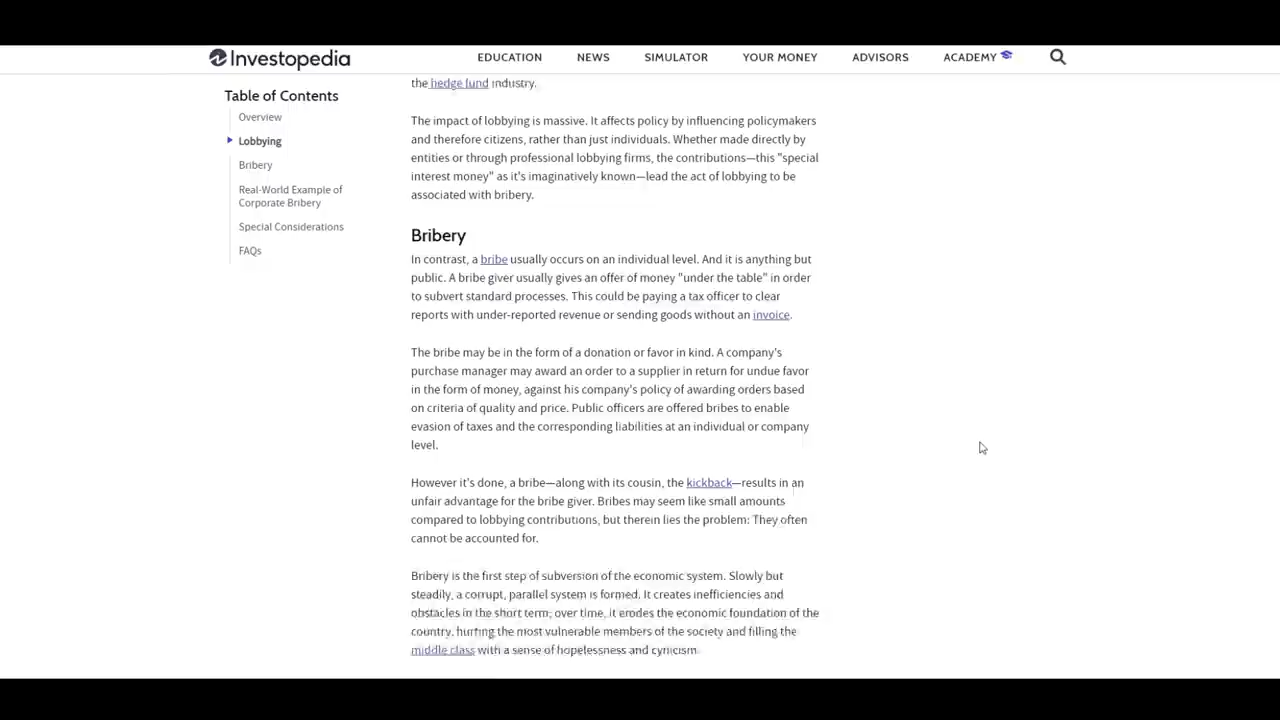 Investopedia
EDUCATION
NEWS
SIMULATOR
YOUR MONEY
ADVISORS
ACADEMY
Table of Contents
Overview
Lobbying
Bribery
Real-World Example of
Corporate Bribery
Special Considerations
FAQs
the hedge fund industry.
The impact of lobbying is massive. It affects policy by influencing policymakers
and therefore citizens, rather than just individuals. Whether made directly by
entities or through professional lobbying firms, the contributions—this "special
interest money" as it's imaginatively known—lead the act of lobbying to be
associated with bribery.
Bribery
In contrast, a bribe usually occurs on an individual level. And it is anything but
public. A bribe giver usually gives an offer of money "under the table" in order
to subvert standard processes. This could be paying a tax officer to clear
reports with under-reported revenue or sending goods without an invoice.
The bribe may be in the form of a donation or favor in kind. A company's
purchase manager may award an order to a supplier in return for undue favor
in the form of money, against his company's policy of awarding orders based
on criteria of quality and price. Public officers are offered bribes to enable
evasion of taxes and the corresponding liabilities at an individual or company
level.
However it's done, a bribe—along with its cousin, the kickback—results in an
unfair advantage for the bribe giver. Bribes may seem like small amounts
compared to lobbying contributions, but therein lies the problem: They often
cannot be accounted for.
Bribery is the first step of subversion of the economic system. Slowly but
steadily, a corrupt, parallel system is formed. It creates inefficiencies and
obstacles in the short term; over time, it erodes the economic foundation of the
country, hurting the most vulnerable members of the society and filling the
middle class with a sense of hopelessness and cynicism.